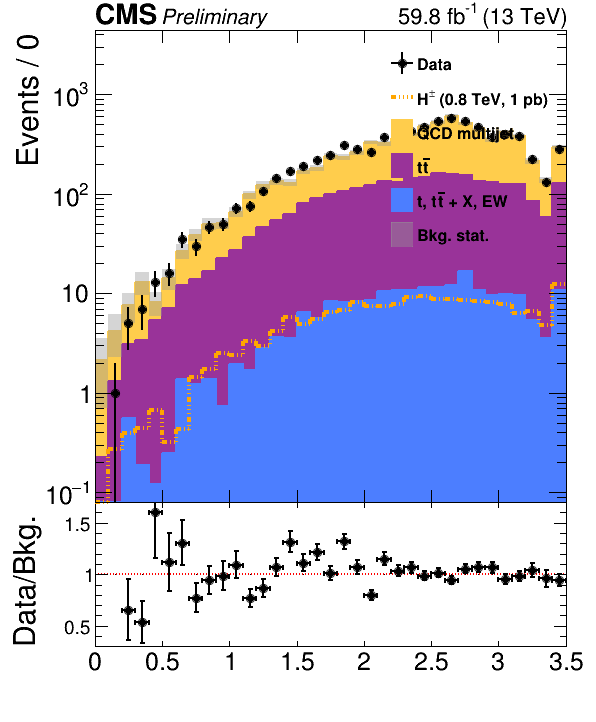 CMS Preliminary 59.8 fb⁻¹ (13 TeV)
Events / 0
10³
10²
10
1
10⁻¹
Data
H± (0.8 TeV, 1 pb)
QCD multijet
tt̄
t, tt̄ + X, EW
Bkg. stat.
Data/Bkg.
1.5
1
0.5
0 0.5 1 1.5 2 2.5 3 3.5